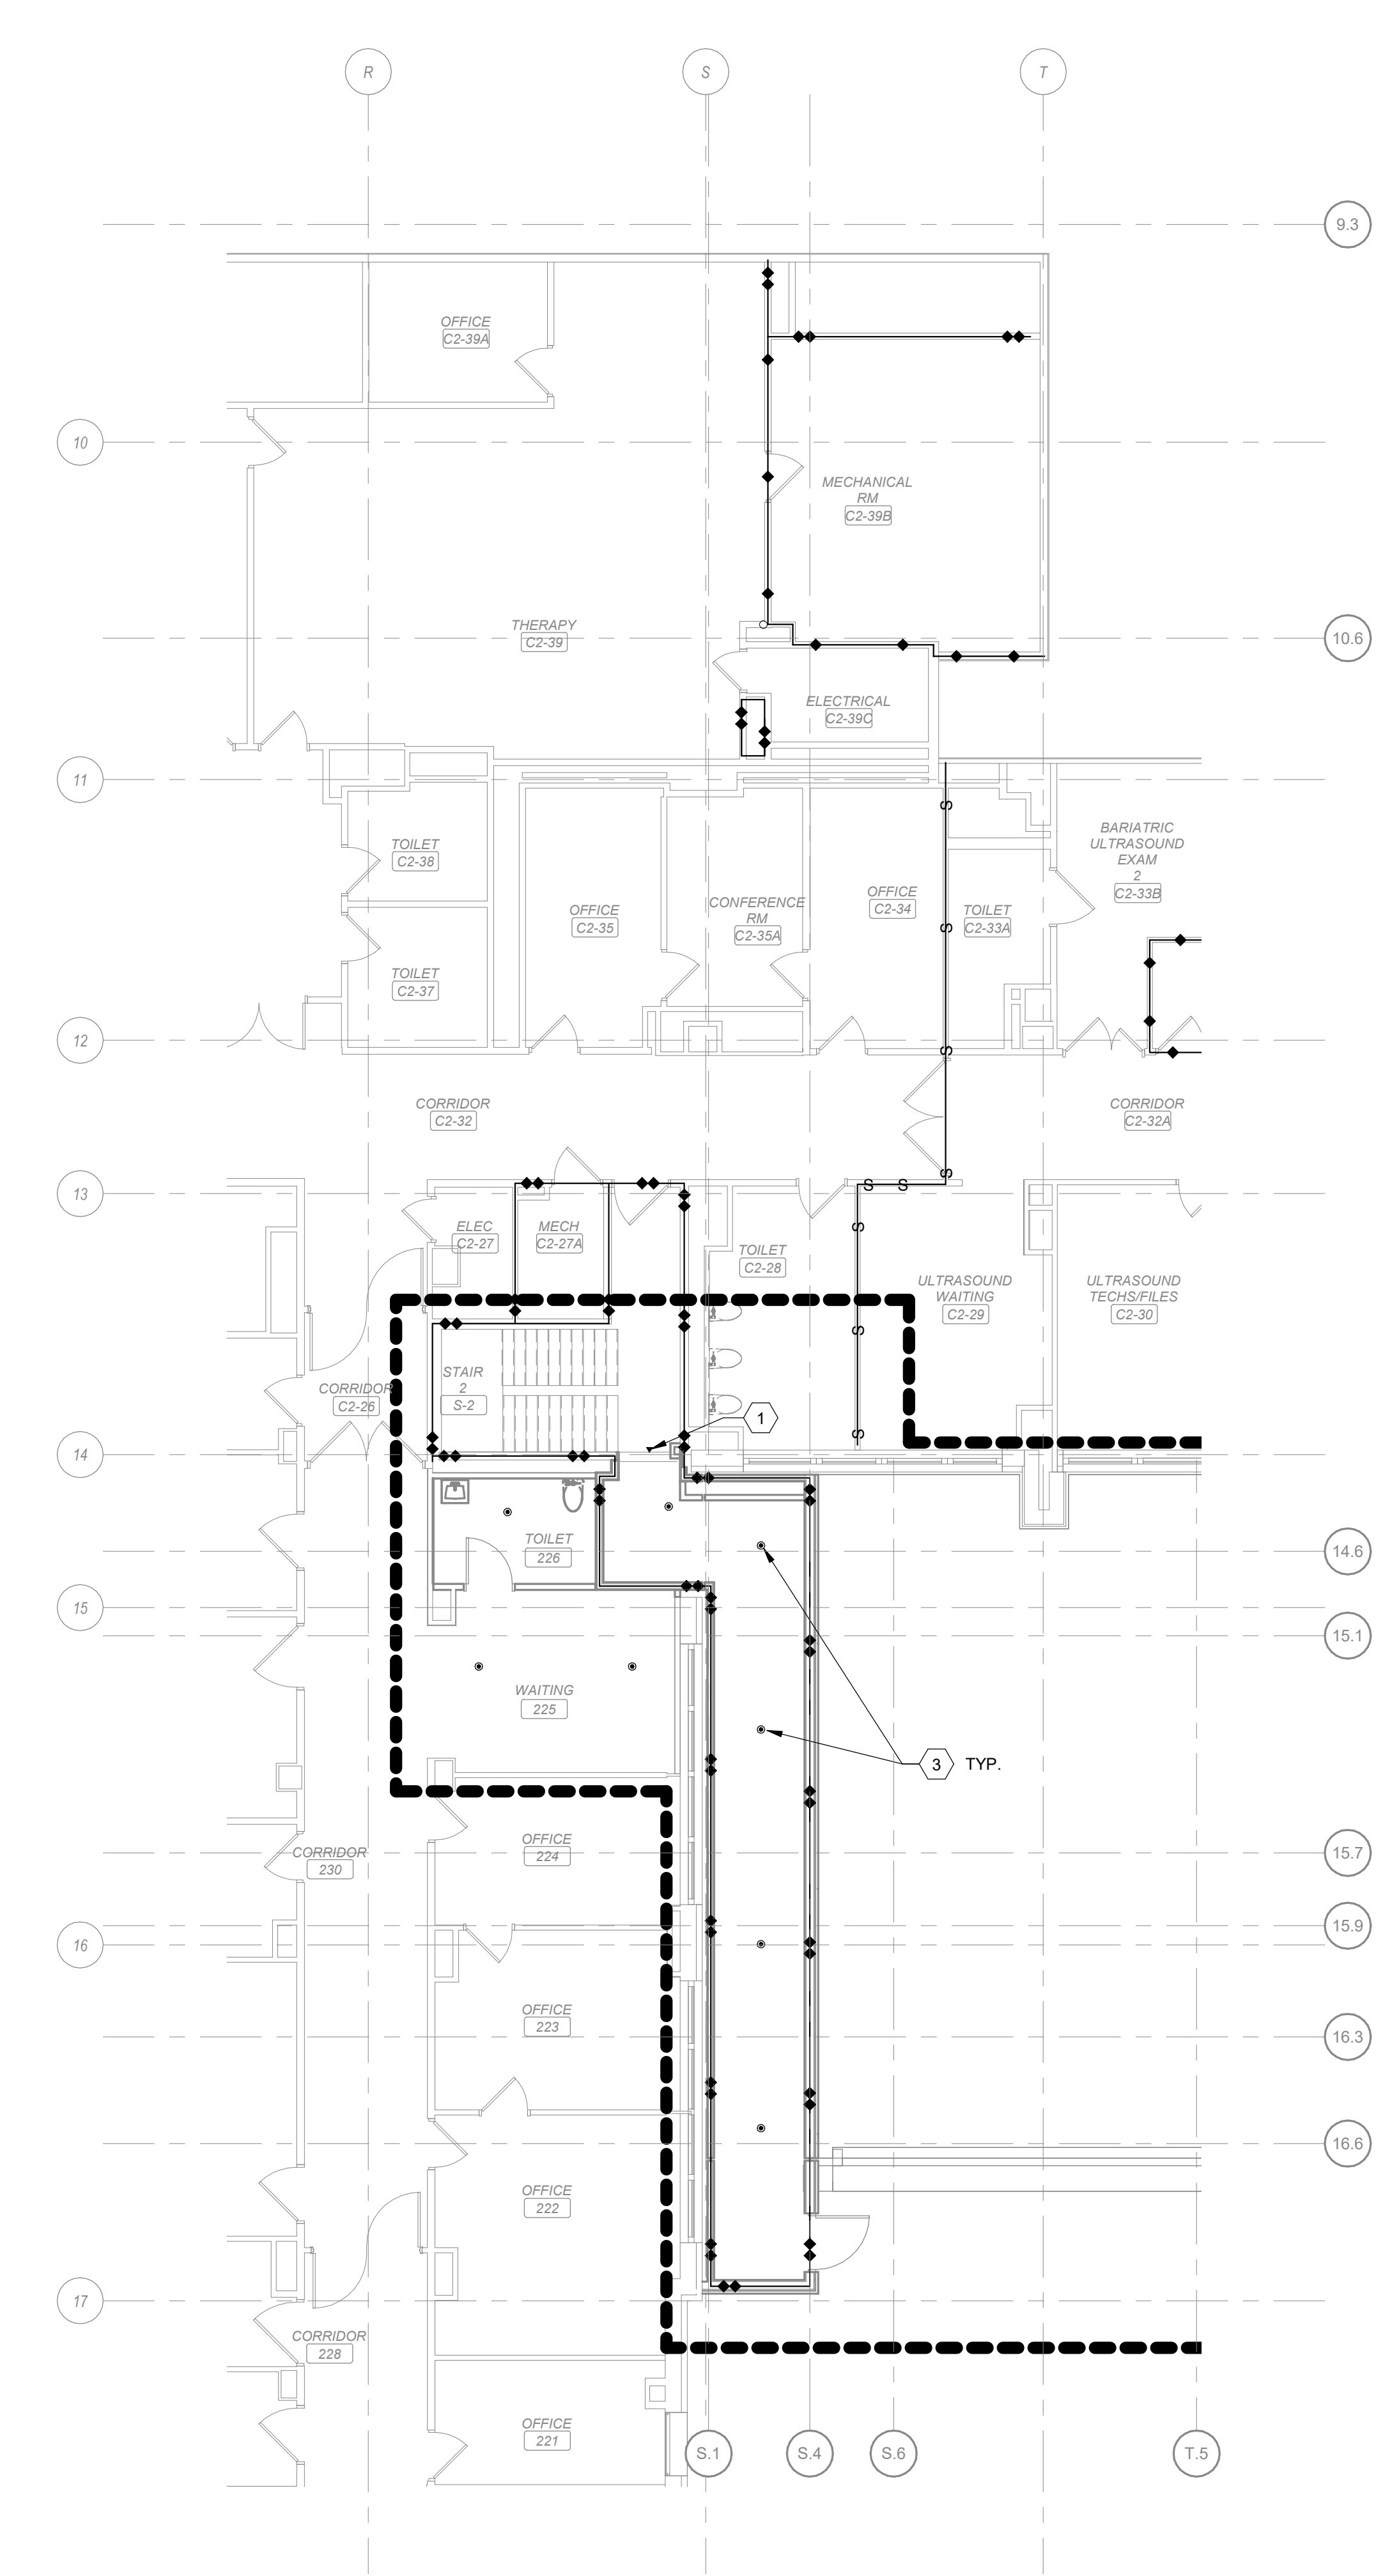 R
S
T
9.3
OFFICE
C2-39A
10
MECHANICAL
RM
C2-39B
THERAPY
C2-39
10.6
ELECTRICAL
C2-39C
11
S
TOILET
C2-38
BARIATRIC
ULTRASOUND
EXAM
2
C2-33B
OFFICE
C2-35
CONFERENCE
RM
C2-35A
OFFICE
C2-34
TOILET
C2-33A
S
TOILET
C2-37
12
S
CORRIDOR
C2-32
CORRIDOR
C2-32A
13
S
S
S
S
ELEC
C2-27
MECH
C2-27A
TOILET
C2-28
ULTRASOUND
WAITING
C2-29
ULTRASOUND
TECHS/FILES
C2-30
S
STAIR
2
S-2
CORRIDOR
C2-26
1
S
14
TOILET
226
14.6
15
15.1
WAITING
225
3 TYP.
OFFICE
224
CORRIDOR
230
15.7
15.9
16
OFFICE
223
16.3
16.6
OFFICE
222
17
CORRIDOR
228
OFFICE
221
S.1
S.4
S.6
T.5